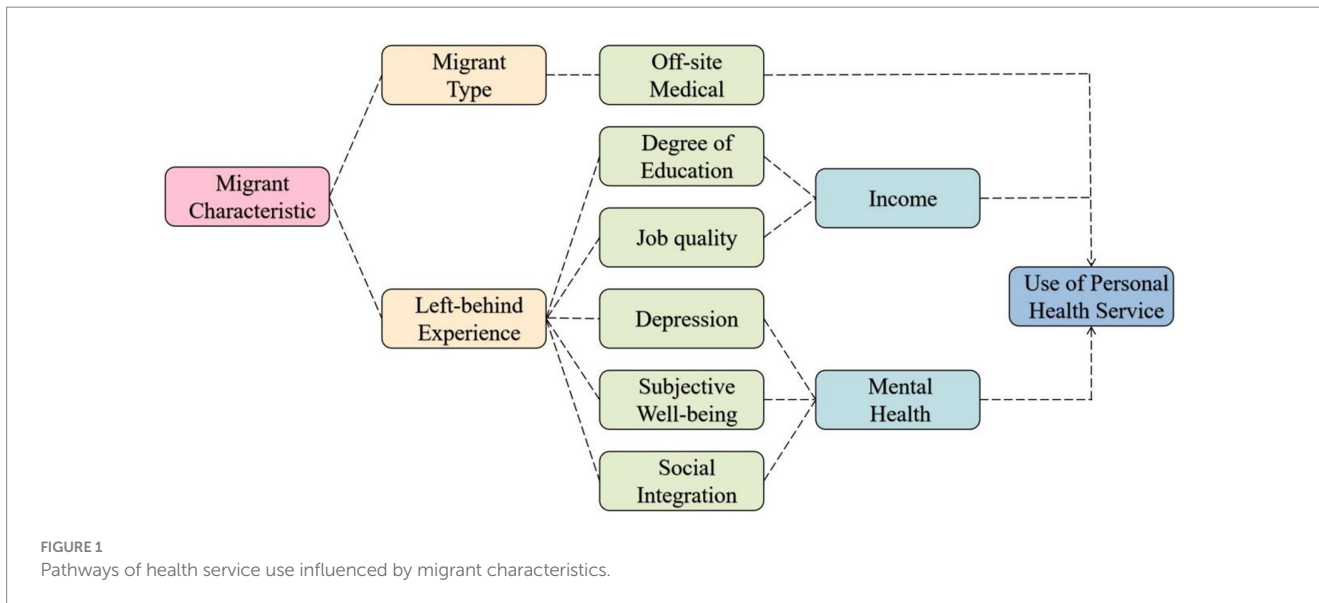 Migrant
Type
Off-site
Medical
Degree of
Education
Migrant
Characteristic
Income
Job quality
Left-behind
Experience
Depression
Use of Personal
Health Service
Subjective
Well-being
Mental
Health
Social
Integration
FIGURE 1
Pathways of health service use influenced by migrant characteristics.